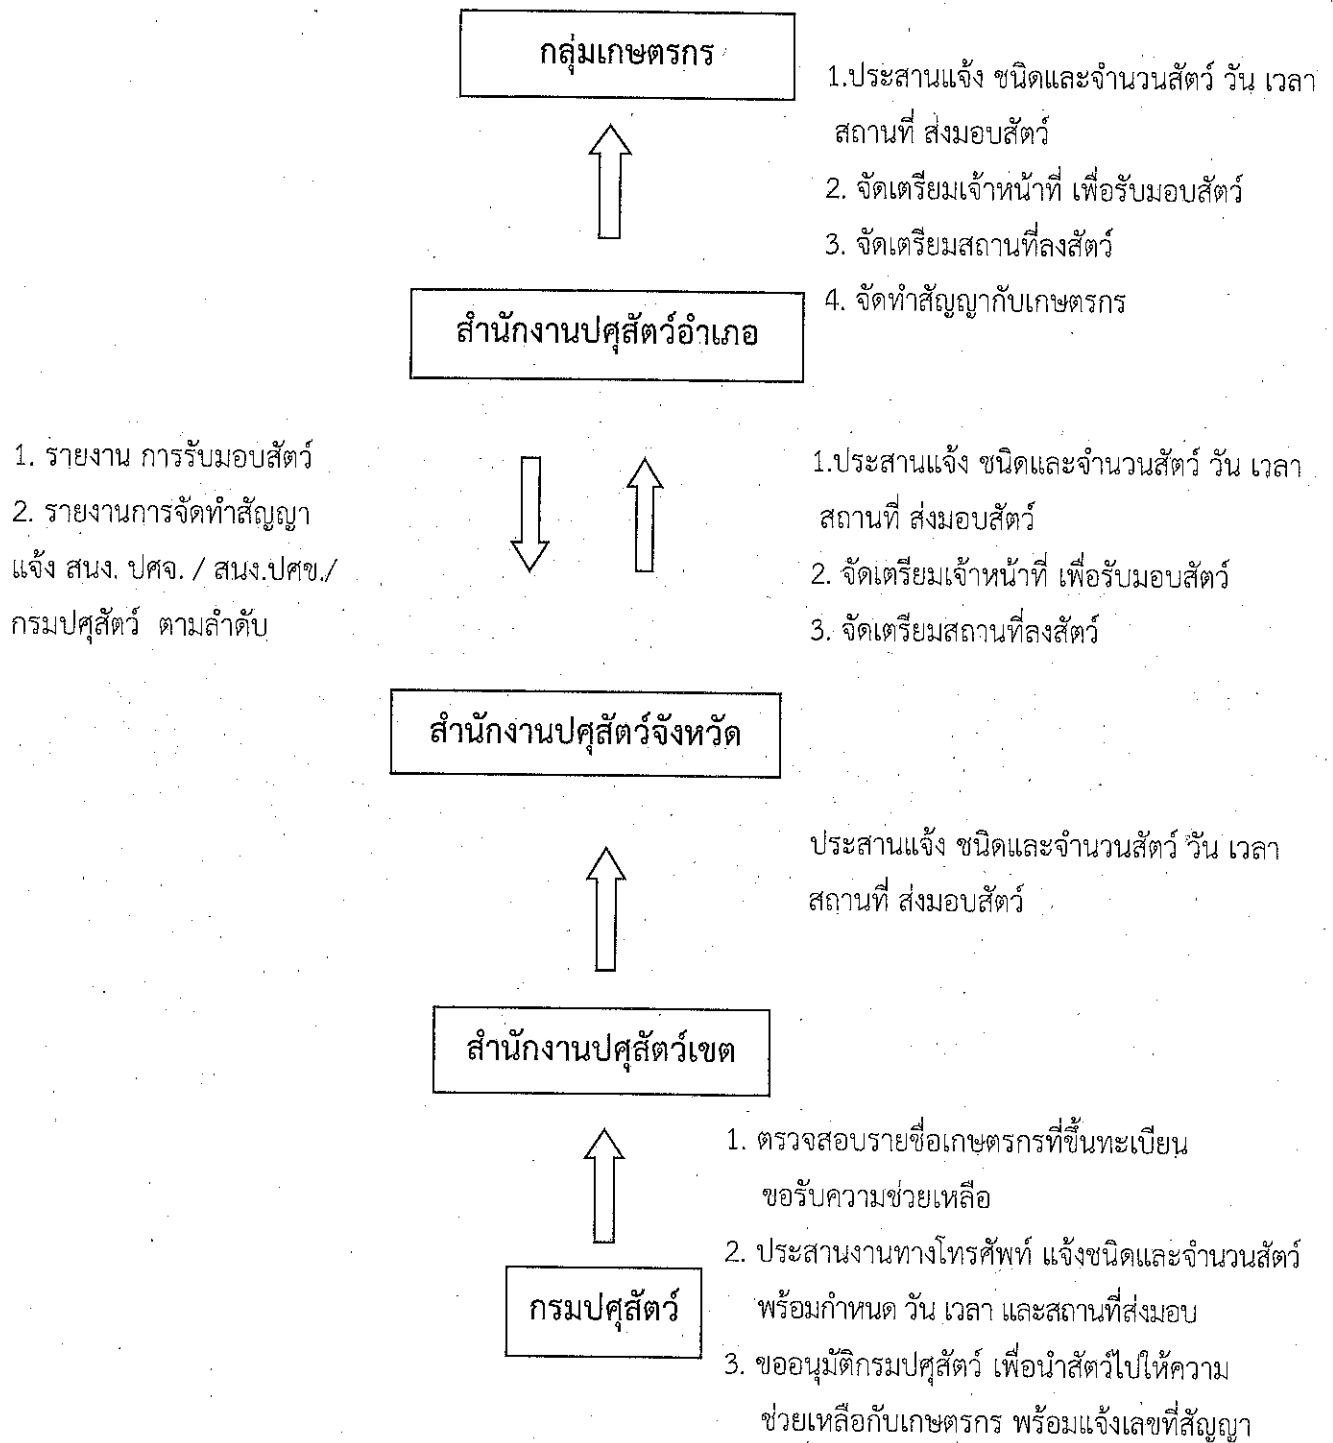 กลุ่มเกษตรกร
1.ประสานแจ้ง ชนิดและจำนวนสัตว์ วัน เวลา
สถานที่ ส่งมอบสัตว์
2. จัดเตรียมเจ้าหน้าที่ เพื่อรับมอบสัตว์
3. จัดเตรียมสถานที่ลงสัตว์
4. จัดทำสัญญากับเกษตรกร
สำนักงานปศุสัตว์อำเภอ
1. รายงาน การรับมอบสัตว์
2. รายงานการจัดทำสัญญา
แจ้ง สนง. ปศจ. / สนง.ปศข./
กรมปศุสัตว์ ตามลำดับ
1.ประสานแจ้ง ชนิดและจำนวนสัตว์ วัน เวลา
สถานที่ ส่งมอบสัตว์
2. จัดเตรียมเจ้าหน้าที่ เพื่อรับมอบสัตว์
3. จัดเตรียมสถานที่ลงสัตว์
สำนักงานปศุสัตว์จังหวัด
ประสานแจ้ง ชนิดและจำนวนสัตว์ วัน เวลา
สถานที่ ส่งมอบสัตว์
สำนักงานปศุสัตว์เขต
1. ตรวจสอบรายชื่อเกษตรกรที่ขึ้นทะเบียน
ขอรับความช่วยเหลือ
2. ประสานงานทางโทรศัพท์ แจ้งชนิดและจำนวนสัตว์
พร้อมกำหนด วัน เวลา และสถานที่ส่งมอบ
3. ขออนุมัติกรมปศุสัตว์ เพื่อนำสัตว์ไปให้ความ
ช่วยเหลือกับเกษตรกร พร้อมแจ้งเลขที่สัญญา
กรมปศุสัตว์